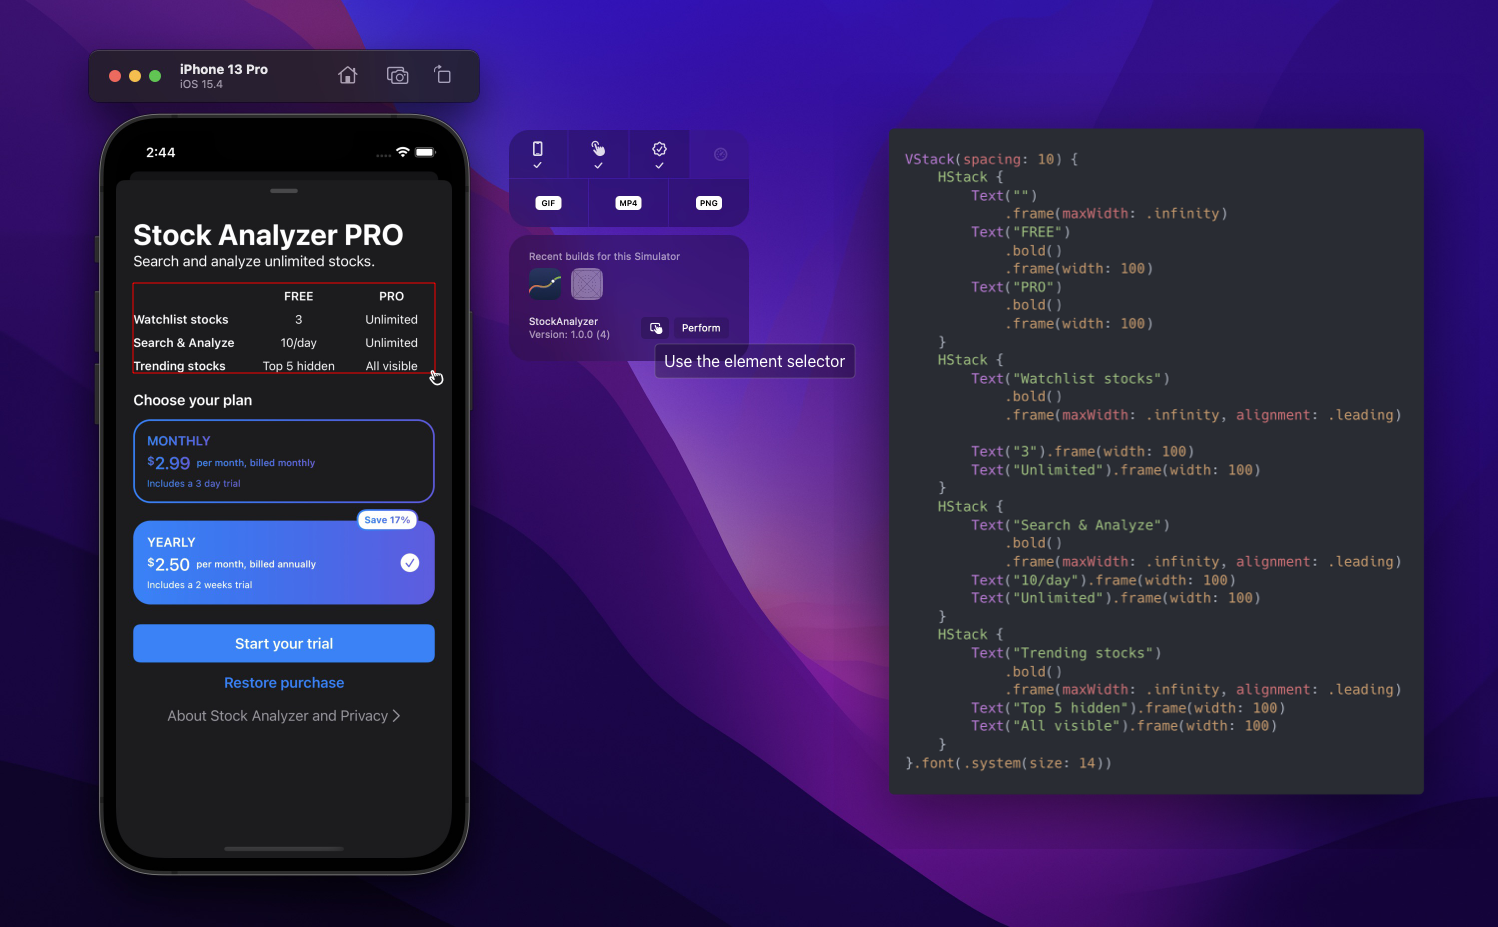 iPhone 13 Pro
iOS 15.4
2:44
Stock Analyzer PRO
Search and analyze unlimited stocks.
FREE PRO
Watchlist stocks 3 Unlimited
Search & Analyze 10/day Unlimited
Trending stocks Top 5 hidden All visible
Choose your plan
MONTHLY
$2.99 per month, billed monthly
Includes a 3 day trial
Save 17%
YEARLY
$2.50 per month, billed annually
Includes a 2 weeks trial
Start your trial
Restore purchase
About Stock Analyzer and Privacy
GIF MP4 PNG
Recent builds for this Simulator
StockAnalyzer
Version: 1.0.0 (4)
Perform
Use the element selector
VStack(spacing: 10) {
HStack {
Text("")
.frame(maxWidth: .infinity)
Text("FREE")
.bold()
.frame(width: 100)
Text("PRO")
.bold()
.frame(width: 100)
}
HStack {
Text("Watchlist stocks")
.bold()
.frame(maxWidth: .infinity, alignment: .leading)
Text("3").frame(width: 100)
Text("Unlimited").frame(width: 100)
}
HStack {
Text("Search & Analyze")
.bold()
.frame(maxWidth: .infinity, alignment: .leading)
Text("10/day").frame(width: 100)
Text("Unlimited").frame(width: 100)
}
HStack {
Text("Trending stocks")
.bold()
.frame(maxWidth: .infinity, alignment: .leading)
Text("Top 5 hidden").frame(width: 100)
Text("All visible").frame(width: 100)
}
}.font(.system(size: 14))